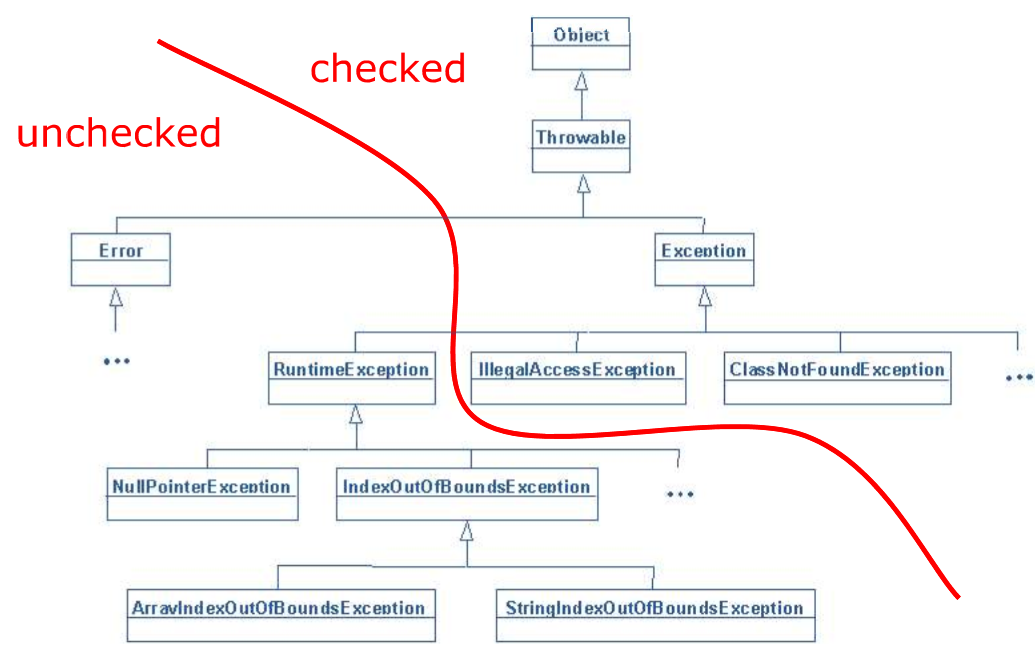 Object
checked
unchecked
Throwable
Error
Exception
...
RuntimeException
IllegalAccessException
ClassNotFoundException
...
NullPointerException
IndexOutOfBoundsException
...
ArrayIndexOutOfBoundsException
StringIndexOutOfBoundsException